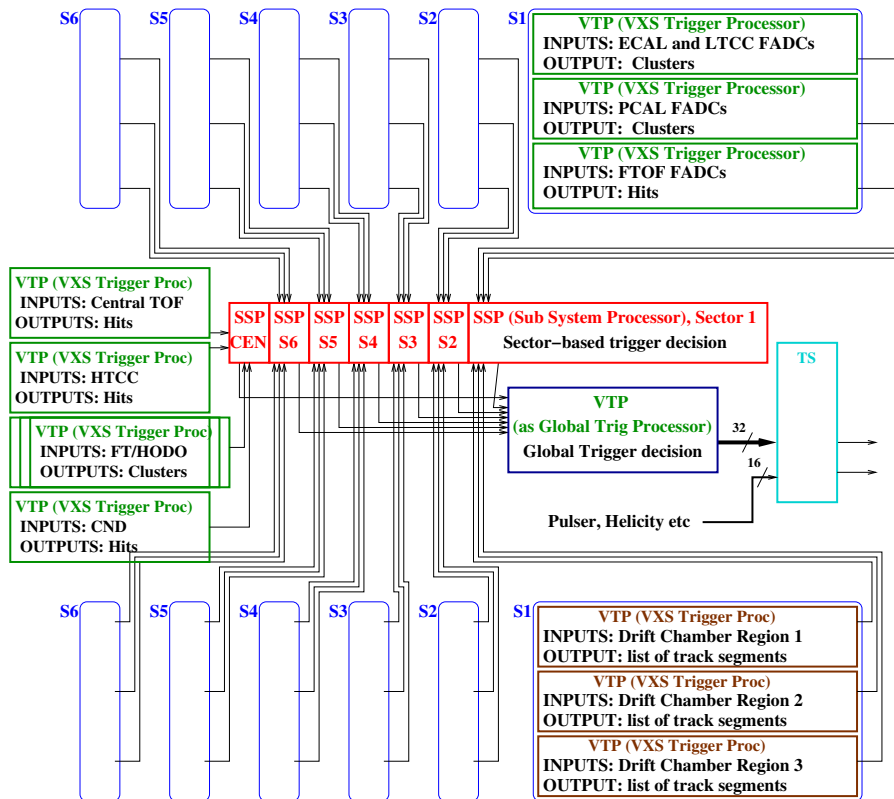 S6
S5
S4
S3
S2
S1
VTP (VXS Trigger Processor)
INPUTS: ECAL and LTCC FADCs
OUTPUT: Clusters
VTP (VXS Trigger Processor)
INPUTS: PCAL FADCs
OUTPUT: Clusters
VTP (VXS Trigger Processor)
INPUTS: FTOF FADCs
OUTPUT: Hits
VTP (VXS Trigger Proc)
INPUTS: Central TOF
OUTPUTS: Hits
VTP (VXS Trigger Proc)
INPUTS: HTCC
OUTPUTS: Hits
VTP (VXS Trigger Proc)
INPUTS: FT/HODO
OUTPUTS: Clusters
VTP (VXS Trigger Proc)
INPUTS: CND
OUTPUTS: Hits
SSP CEN
SSP S6
SSP S5
SSP S4
SSP S3
SSP S2
SSP (Sub System Processor), Sector 1
Sector−based trigger decision
VTP
(as Global Trig Processor)
Global Trigger decision
32
TS
16
Pulser, Helicity etc
S6
S5
S4
S3
S2
S1
VTP (VXS Trigger Proc)
INPUTS: Drift Chamber Region 1
OUTPUT: list of track segments
VTP (VXS Trigger Proc)
INPUTS: Drift Chamber Region 2
OUTPUT: list of track segments
VTP (VXS Trigger Proc)
INPUTS: Drift Chamber Region 3
OUTPUT: list of track segments